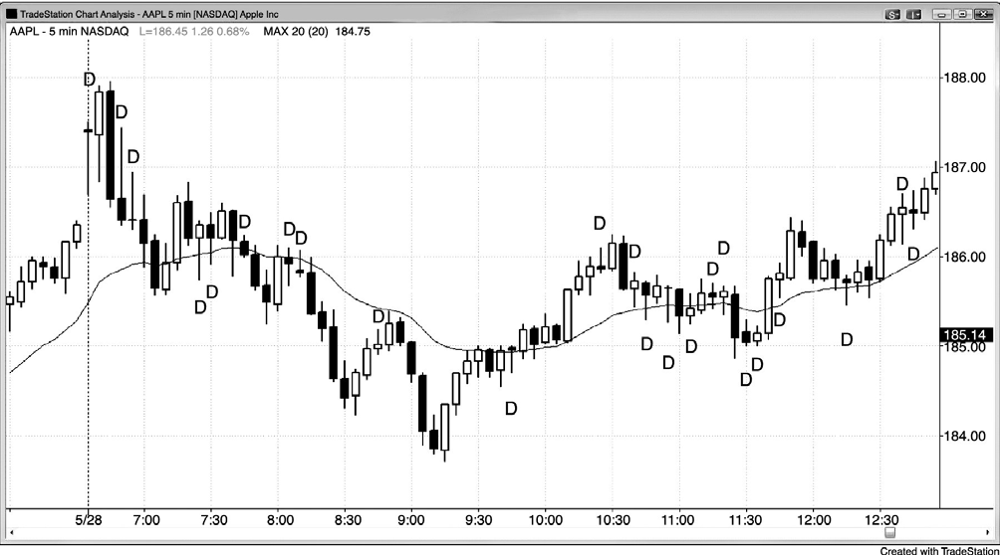 TradeStation Chart Analysis - AAPL 5 min [NASDAQ] Apple Inc
AAPL - 5 min NASDAQ L=186.45 1.26 0.68% MAX 20 (20) 184.75
D
188.00
D
D
187.00
D
D
D
D
D
D
D
D
186.00
D
D
D
D
D
D
185.14
D
D
D
185.00
D
D
D
D
184.00
5/28 7:00 7:30 8:00 8:30 9:00 9:30 10:00 10:30 11:00 11:30 12:00 12:30
Created with TradeStation